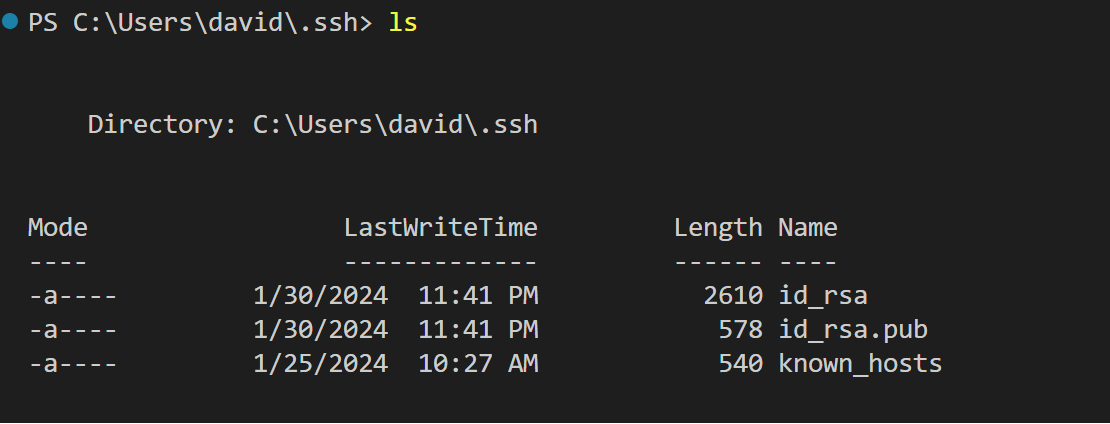 PS C:\Users\david\.ssh> ls
Directory: C:\Users\david\.ssh
Mode                 LastWriteTime         Length Name
----                 -------------         ------ ----
-a----         1/30/2024  11:41 PM           2610 id_rsa
-a----         1/30/2024  11:41 PM            578 id_rsa.pub
-a----         1/25/2024  10:27 AM            540 known_hosts